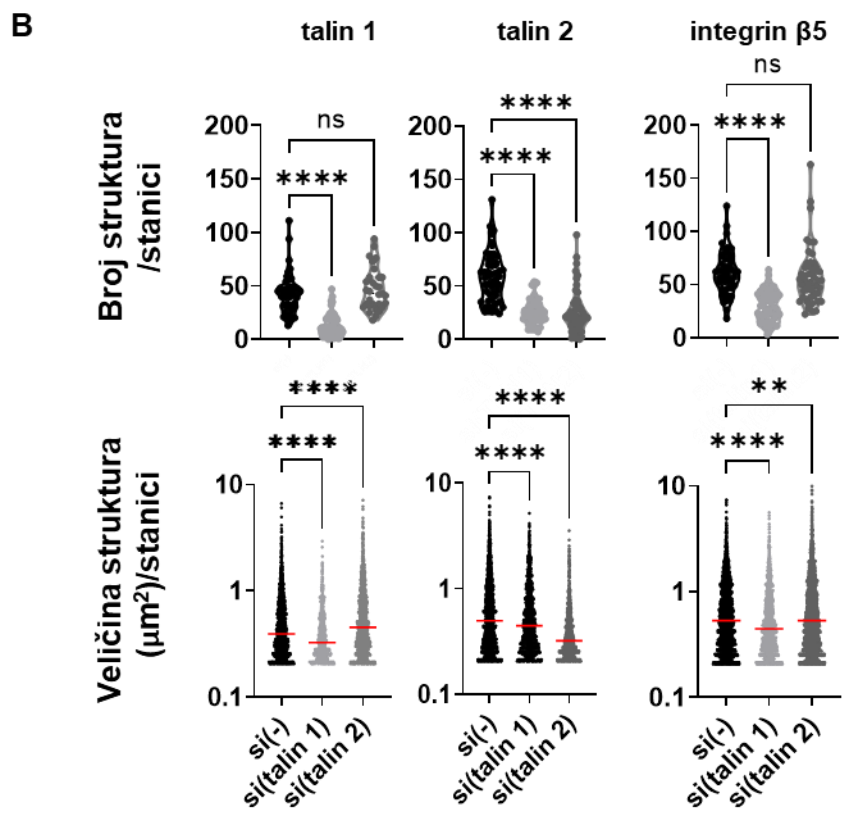 B
talin 1
talin 2
integrin β5
Broj struktura
/stanici
200
150
100
50
0
ns
****
200
150
100
50
0
****
****
200
150
100
50
0
ns
****
Veličina struktura
(µm²)/stanici
10
1
0.1
****
****
10
1
0.1
****
****
10
1
0.1
**
****
si(-)
si(talin 1)
si(talin 2)
si(-)
si(talin 1)
si(talin 2)
si(-)
si(talin 1)
si(talin 2)